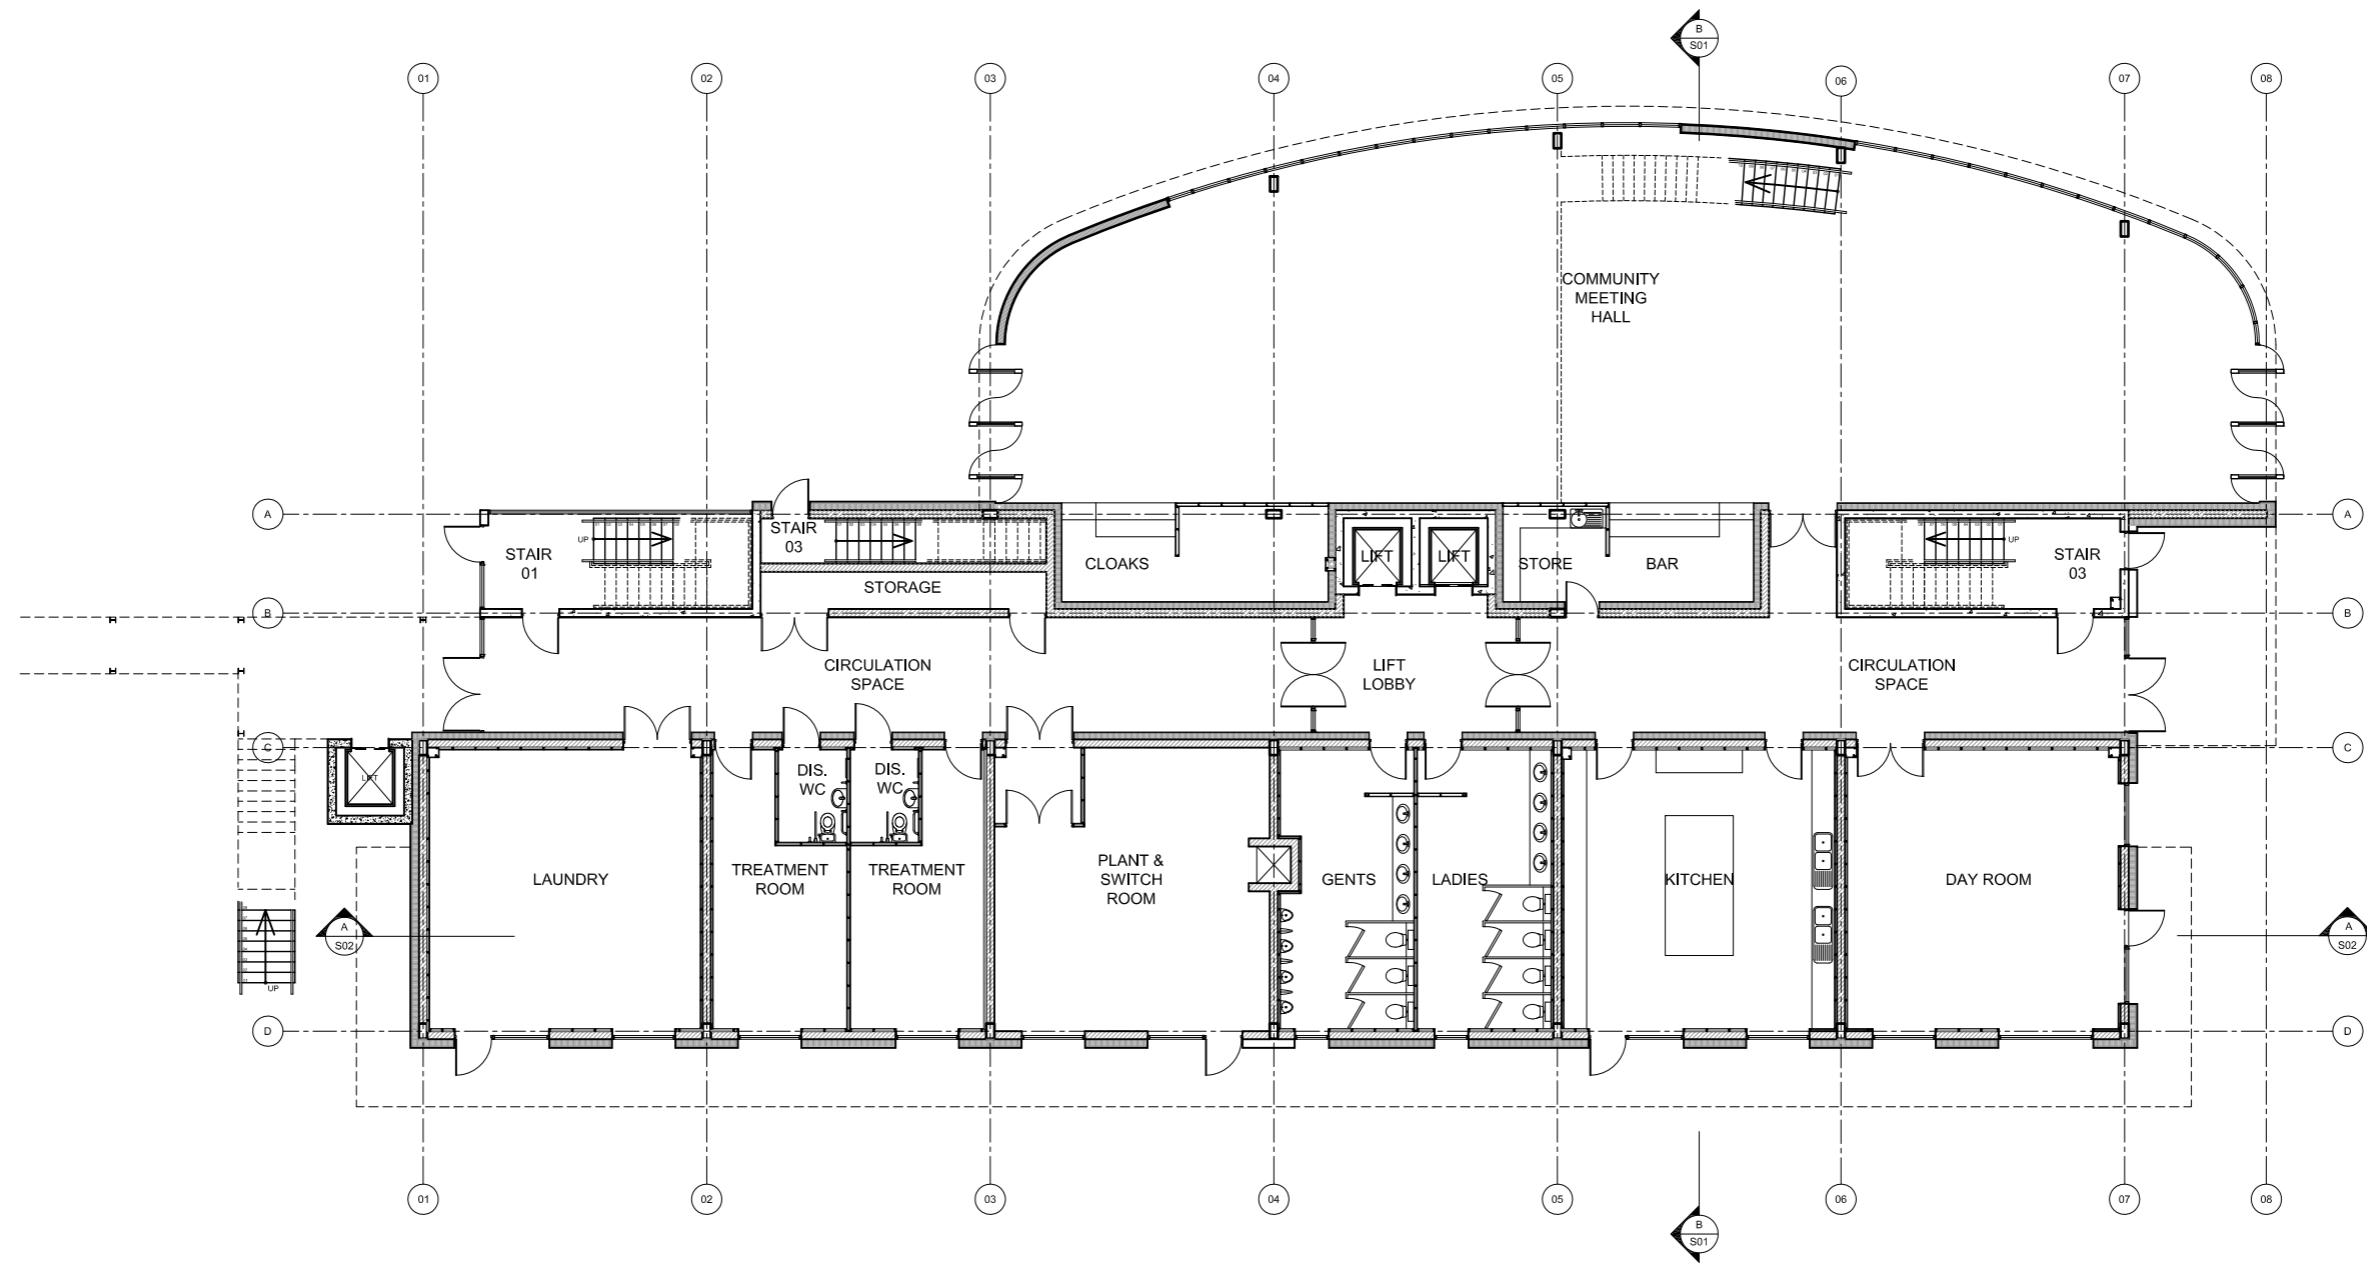 B
S01
01
02
03
04
05
06
07
08
COMMUNITY
MEETING
HALL
A
A
STAIR
01
UP
STAIR
03
STORAGE
CLOAKS
LIFT
LIFT
STORE
BAR
UP
STAIR
03
B
B
CIRCULATION
SPACE
LIFT
LOBBY
CIRCULATION
SPACE
C
C
LIFT
DIS.
WC
DIS.
WC
LAUNDRY
TREATMENT
ROOM
TREATMENT
ROOM
PLANT &
SWITCH
ROOM
GENTS
LADIES
KITCHEN
DAY ROOM
A
S02
A
S02
UP
D
D
01
02
03
04
05
06
07
08
B
S01